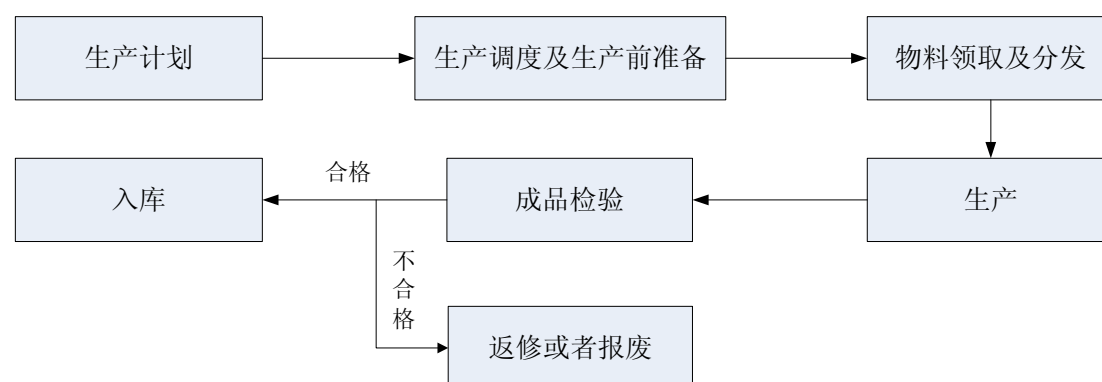 生产计划
生产调度及生产前准备
物料领取及分发
入库
合格
成品检验
生产
不
合
格
返修或者报废